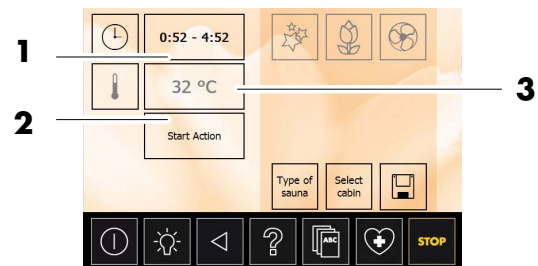 1
0:52 - 4:52
32 °C
3
2
Start Action
Type of
sauna
Select
cabin
ABC
STOP